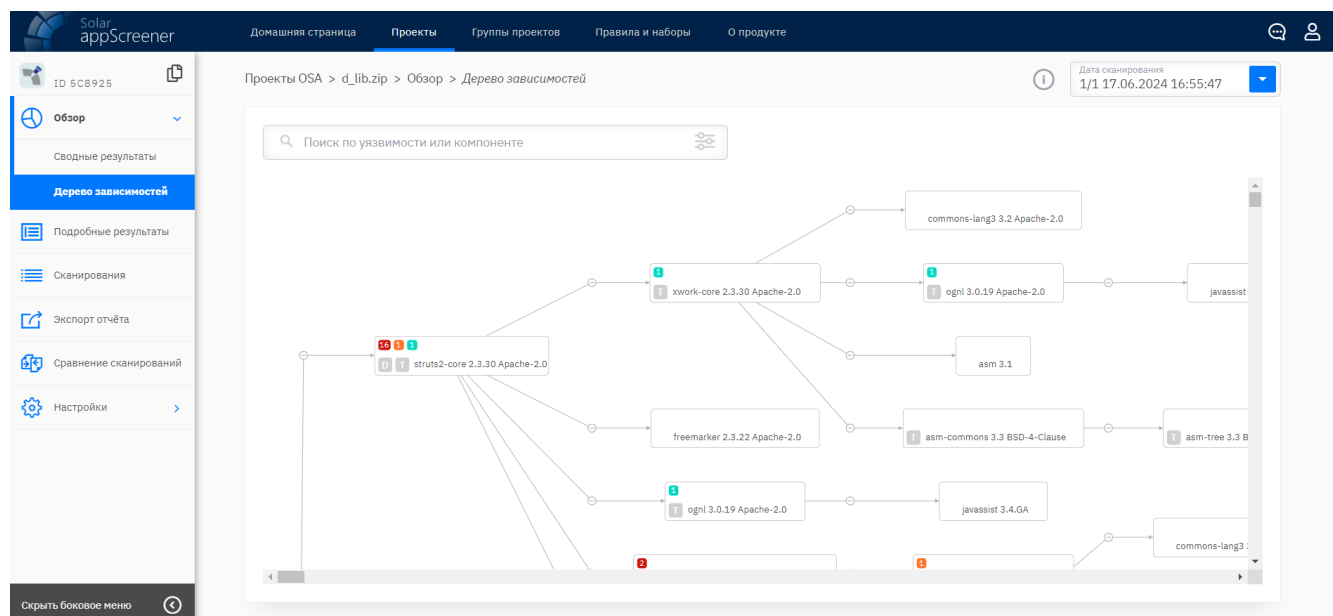 Solar
appScreener
Домашняя страница
Проекты
Группы проектов
Правила и наборы
О продукте
ID 5C8925
Обзор
Сводные результаты
Дерево зависимостей
Подробные результаты
Сканирования
Экспорт отчёта
Сравнение сканирований
Настройки
Скрыть боковое меню
Проекты OSA > d_lib.zip > Обзор > Дерево зависимостей
Дата сканирования
1/1 17.06.2024 16:55:47
Поиск по уязвимости или компоненте
commons-lang3 3.2 Apache-2.0
1
T xwork-core 2.3.30 Apache-2.0
1
T ognl 3.0.19 Apache-2.0
javassist
16 1 1
D T struts2-core 2.3.30 Apache-2.0
asm 3.1
freemarker 2.3.22 Apache-2.0
T asm-commons 3.3 BSD-4-Clause
T asm-tree 3.3 B
1
T ognl 3.0.19 Apache-2.0
javassist 3.4.GA
commons-lang3
2
1